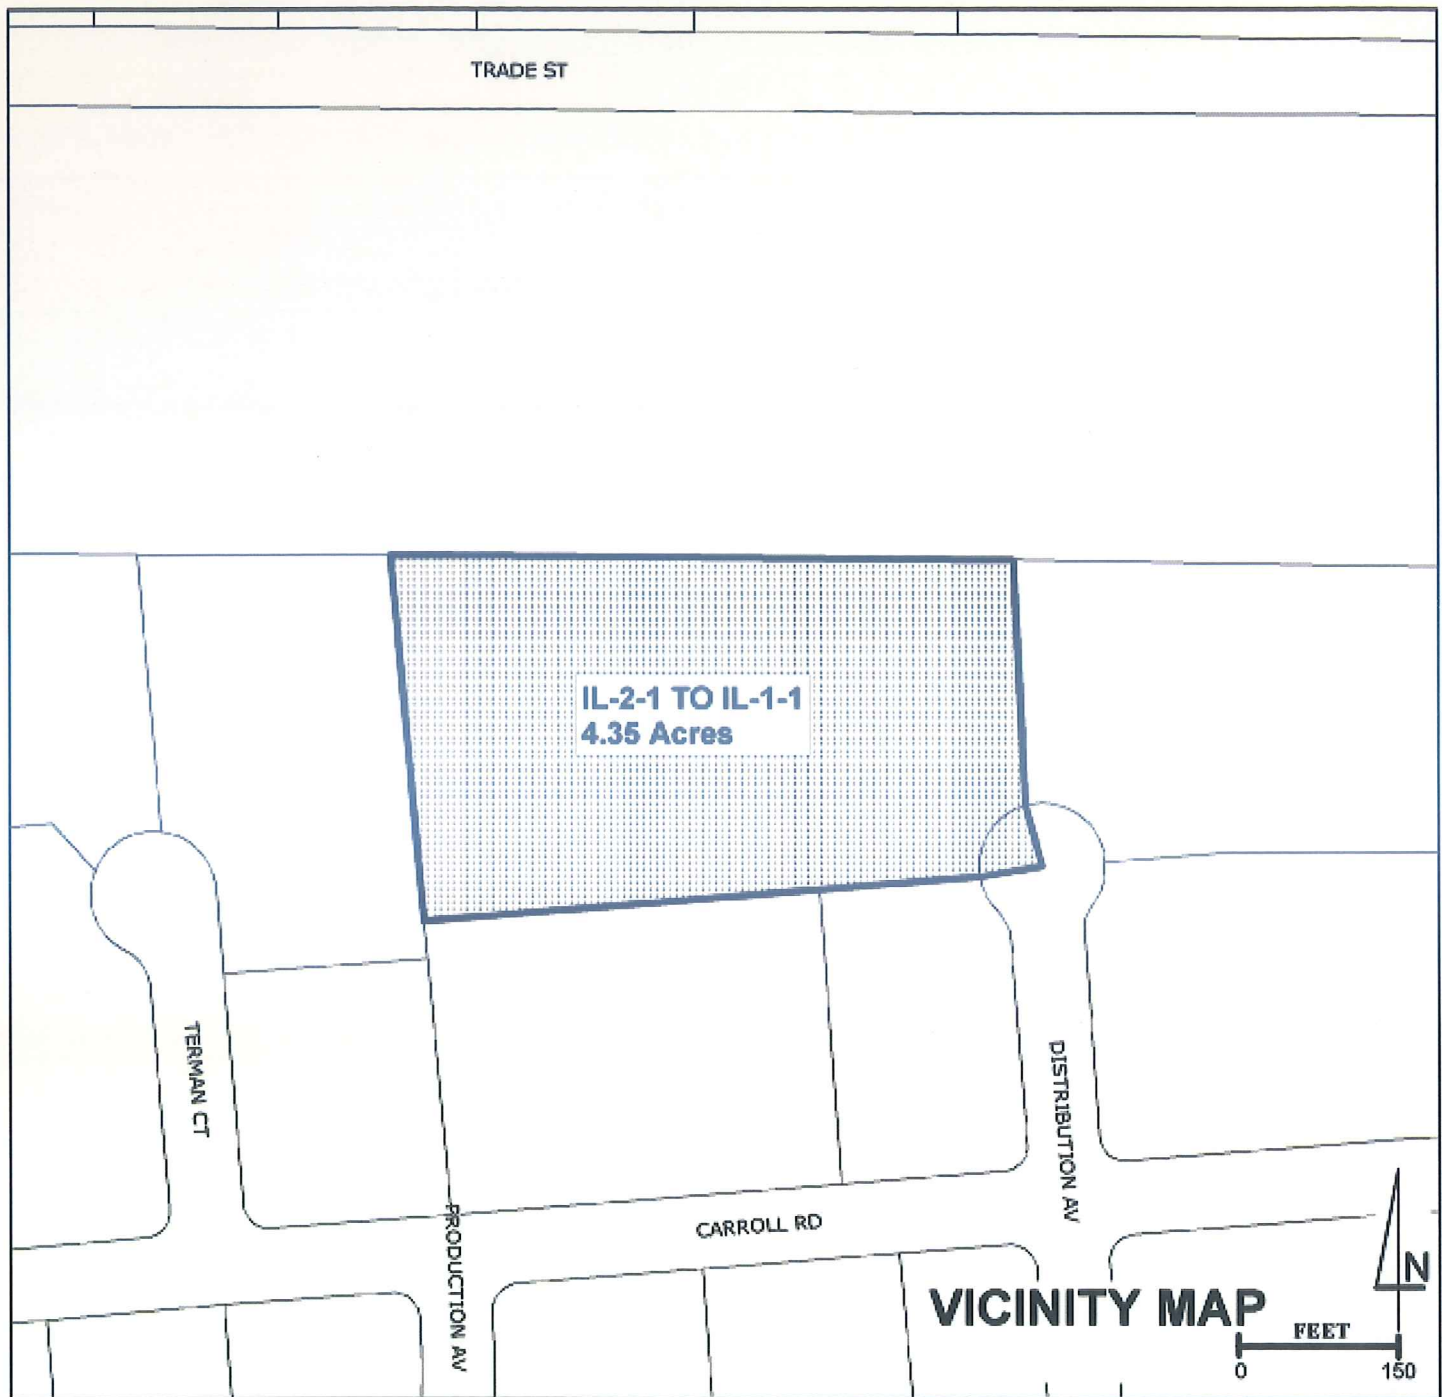 TRADE ST
IL-2-1 TO IL-1-1
4.35 Acres
TERMAN CT
DISTRIBUTION AV
PRODUCTION AV
CARROLL RD
N
VICINITY MAP
FEET
0 150